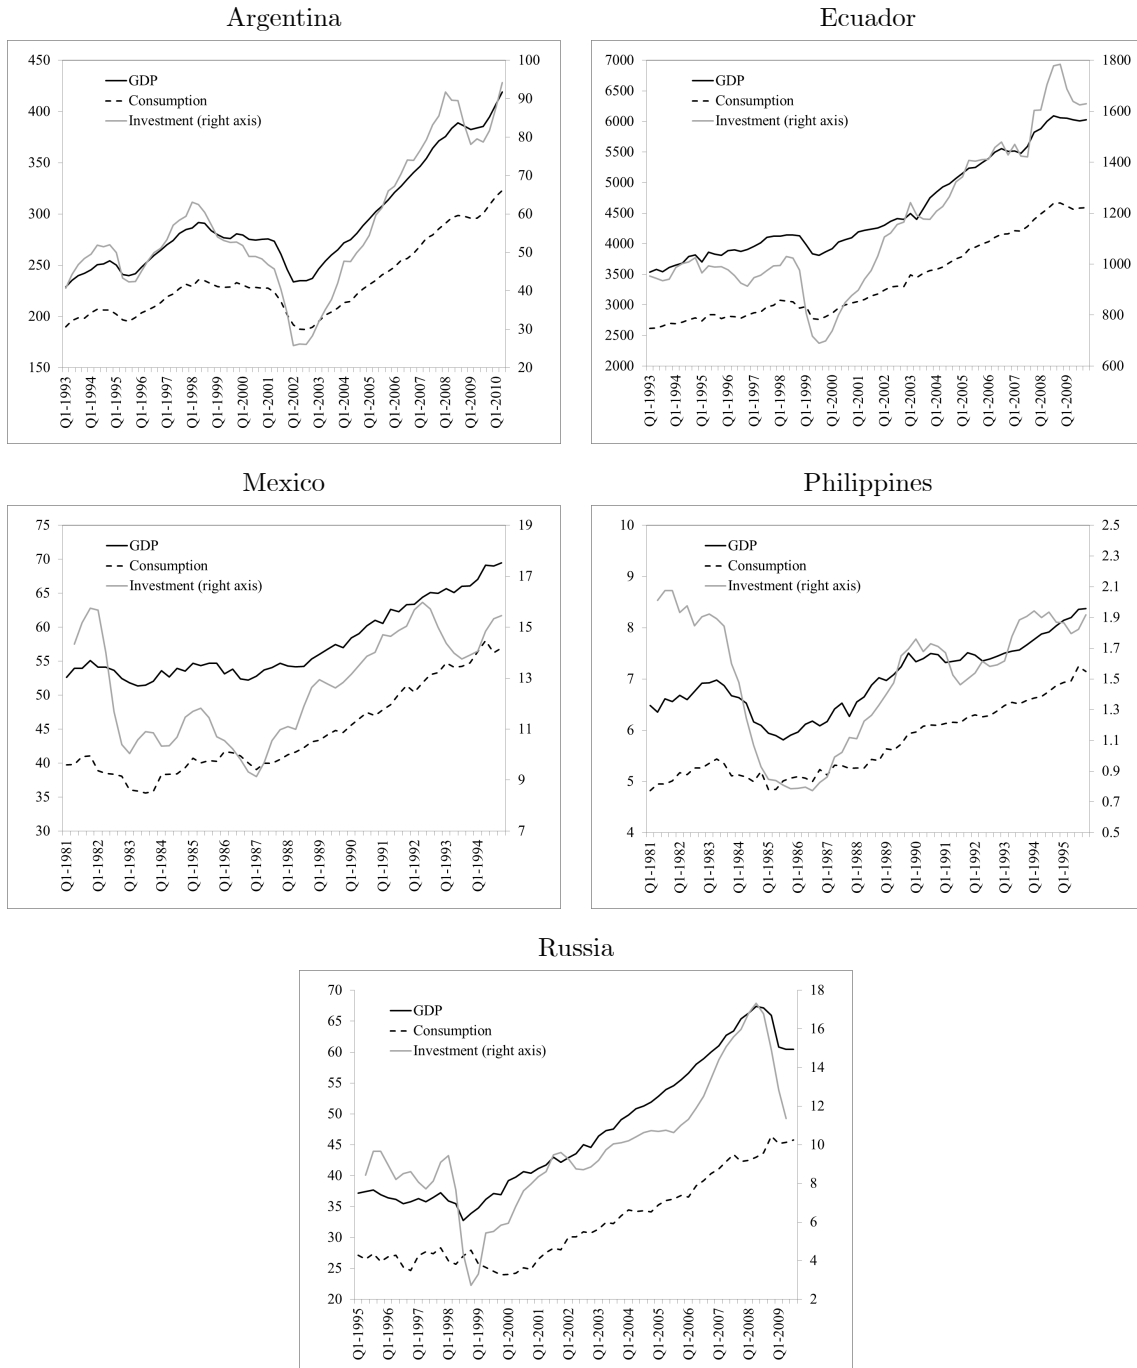 Argentina
450
400
350
300
250
200
150
100
90
80
70
60
50
40
30
20
GDP
Consumption
Investment (right axis)
Q1-1993
Q1-1994
Q1-1995
Q1-1996
Q1-1997
Q1-1998
Q1-1999
Q1-2000
Q1-2001
Q1-2002
Q1-2003
Q1-2004
Q1-2005
Q1-2006
Q1-2007
Q1-2008
Q1-2009
Q1-2010
Ecuador
7000
6500
6000
5500
5000
4500
4000
3500
3000
2500
2000
1800
1600
1400
1200
1000
800
600
GDP
Consumption
Investment (right axis)
Q1-1993
Q1-1994
Q1-1995
Q1-1996
Q1-1997
Q1-1998
Q1-1999
Q1-2000
Q1-2001
Q1-2002
Q1-2003
Q1-2004
Q1-2005
Q1-2006
Q1-2007
Q1-2008
Q1-2009
Mexico
75
70
65
60
55
50
45
40
35
30
19
17
15
13
11
9
7
GDP
Consumption
Investment (right axis)
Q1-1981
Q1-1982
Q1-1983
Q1-1984
Q1-1985
Q1-1986
Q1-1987
Q1-1988
Q1-1989
Q1-1990
Q1-1991
Q1-1992
Q1-1993
Q1-1994
Philippines
10
9
8
7
6
5
4
2.5
2.3
2.1
1.9
1.7
1.5
1.3
1.1
0.9
0.7
0.5
GDP
Consumption
Investment (right axis)
Q1-1981
Q1-1982
Q1-1983
Q1-1984
Q1-1985
Q1-1986
Q1-1987
Q1-1988
Q1-1989
Q1-1990
Q1-1991
Q1-1992
Q1-1993
Q1-1994
Q1-1995
Russia
70
65
60
55
50
45
40
35
30
25
20
18
16
14
12
10
8
6
4
2
GDP
Consumption
Investment (right axis)
Q1-1995
Q1-1996
Q1-1997
Q1-1998
Q1-1999
Q1-2000
Q1-2001
Q1-2002
Q1-2003
Q1-2004
Q1-2005
Q1-2006
Q1-2007
Q1-2008
Q1-2009